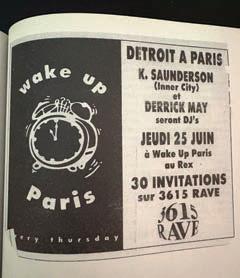 wake up
Paris
every thursday
DETROIT A PARIS
K. SAUNDERSON
(Inner City)
et
DERRICK MAY
seront DJ's
JEUDI 25 JUIN
à Wake Up Paris
au Rex
30 INVITATIONS
sur 3615 RAVE
3615
RAVE